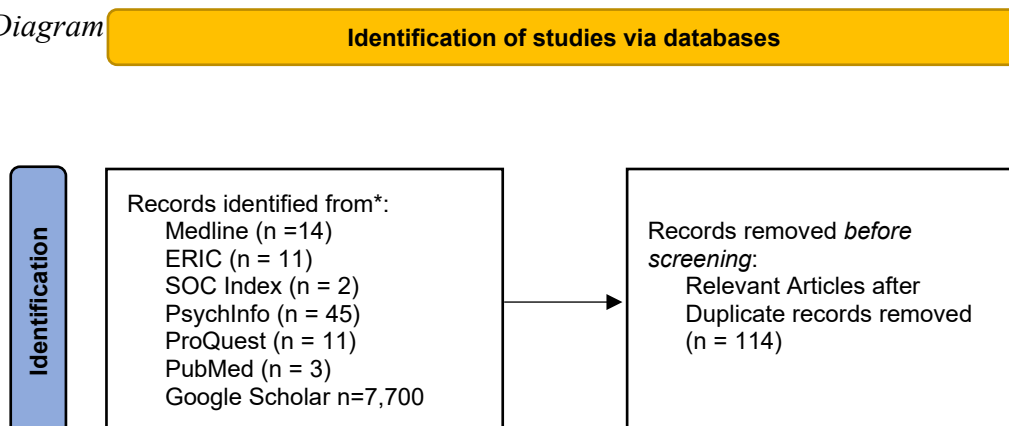 Diagram
Identification of studies via databases
Identification
Records identified from*:
Medline (n =14)
ERIC (n = 11)
SOC Index (n = 2)
PsychInfo (n = 45)
ProQuest (n = 11)
PubMed (n = 3)
Google Scholar n=7,700
Records removed before
screening:
Relevant Articles after
Duplicate records removed
(n = 114)